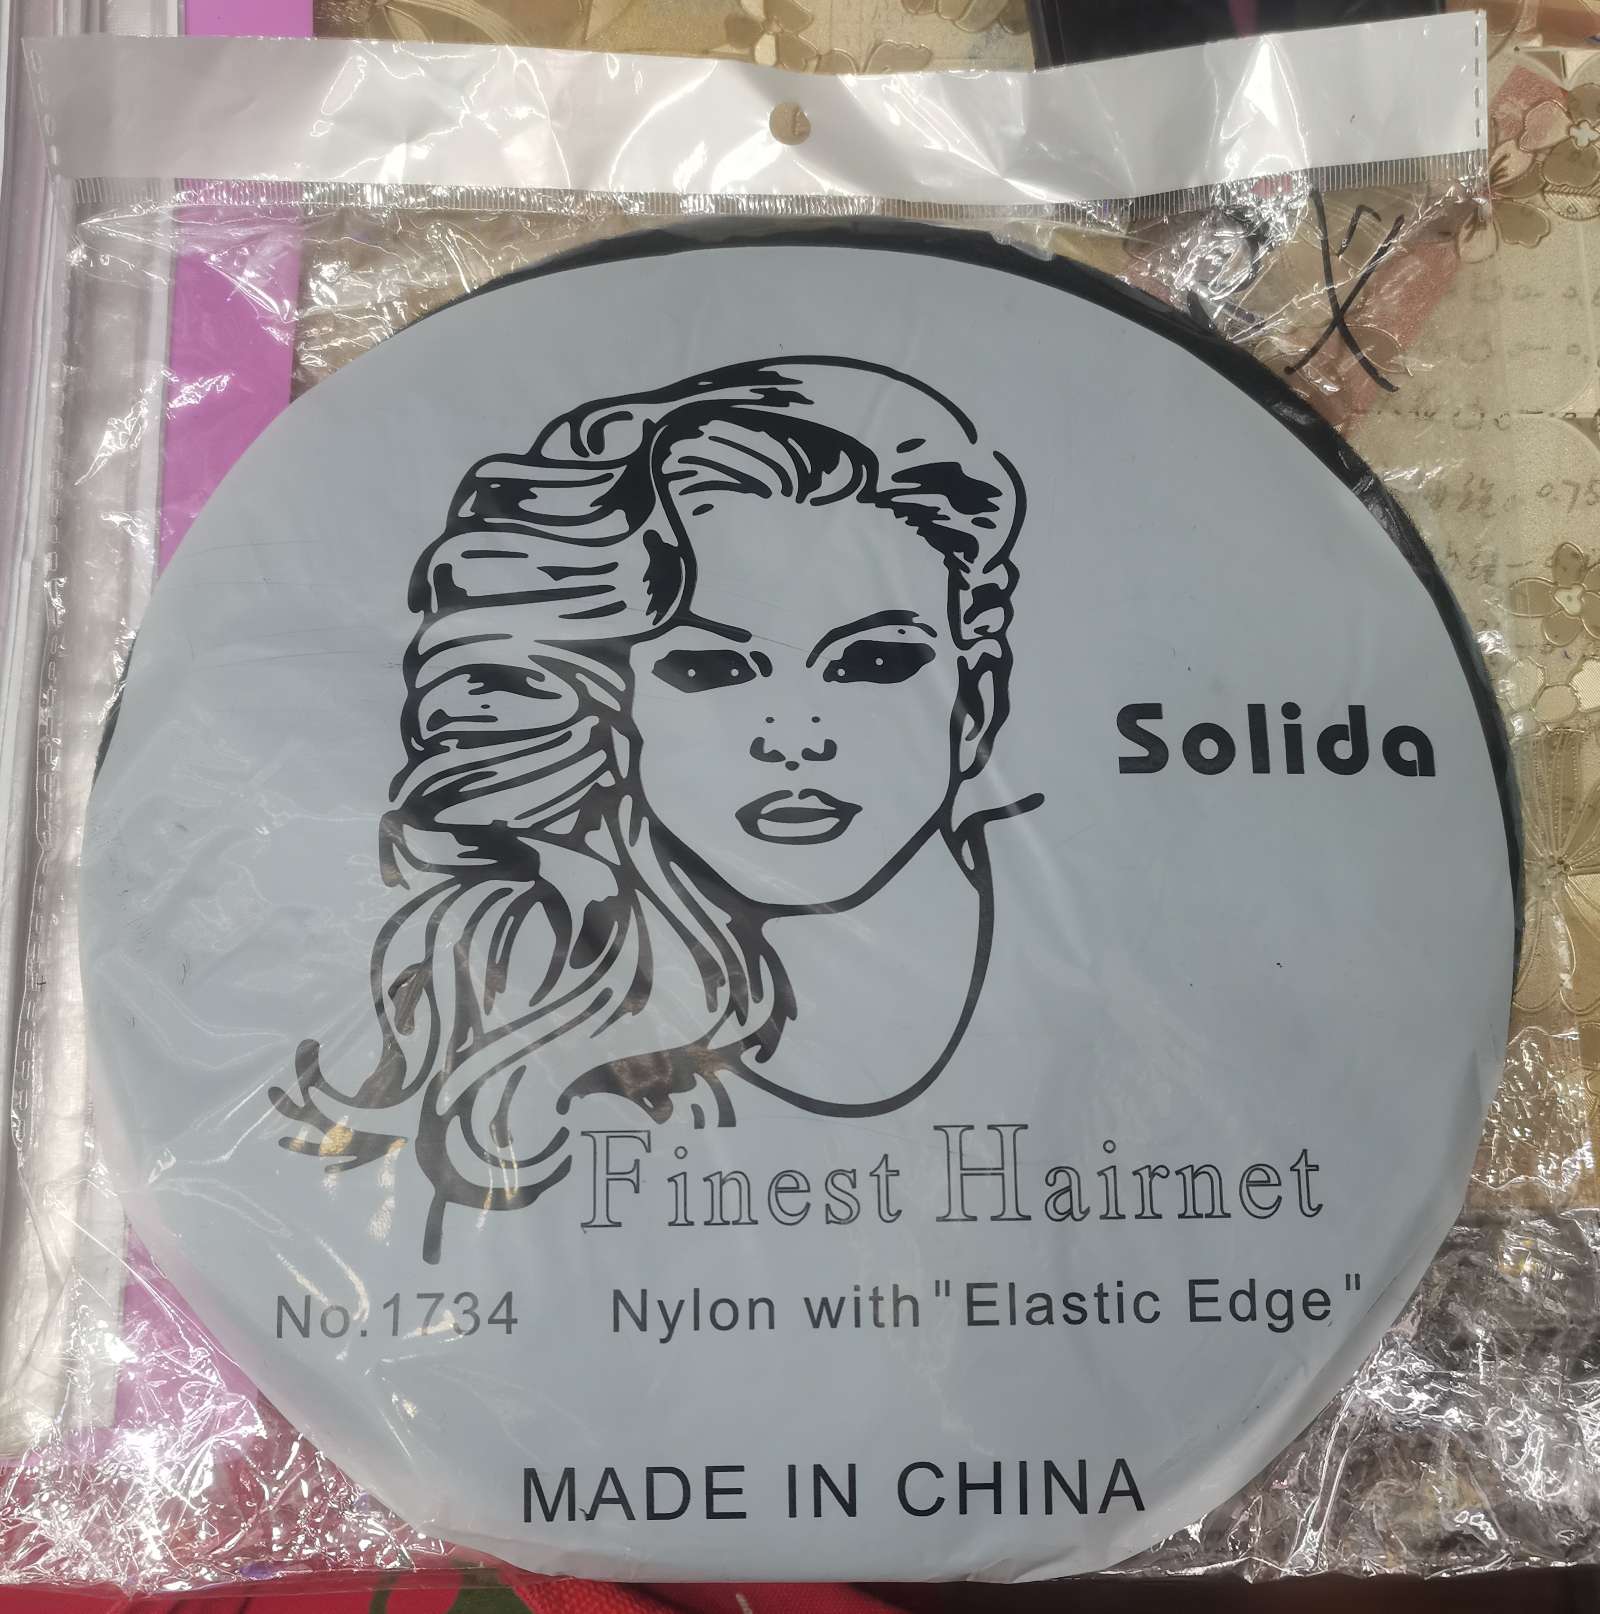 Solida
Finest Hairnet
No.1734 Nylon with "Elastic Edge"
MADE IN CHINA